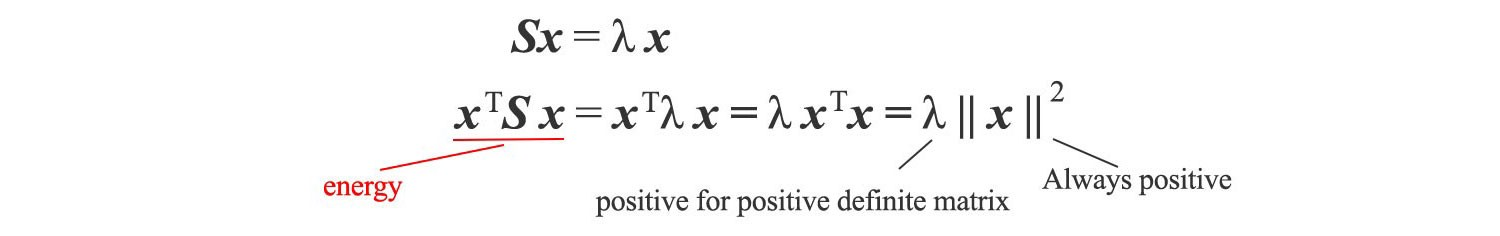 Sx = λ x
xᵀS x = xᵀλ x = λ xᵀx = λ || x ||²
energy
positive for positive definite matrix
Always positive